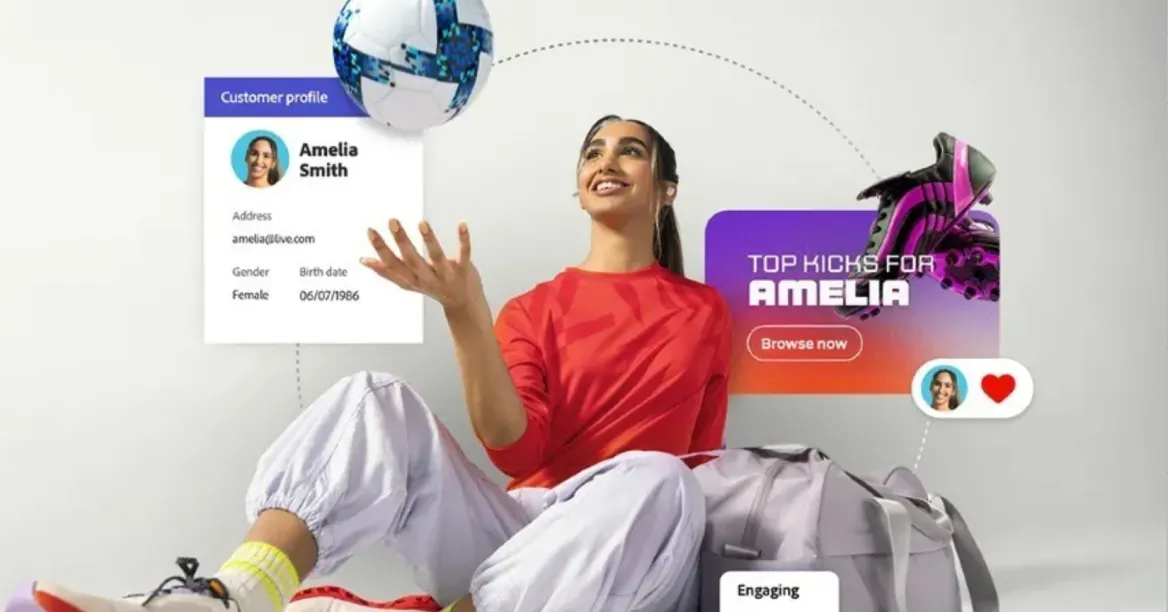 Customer profile
Amelia
Smith
Address
amelia@live.com
Gender Birth date
Female 06/07/1986
TOP KICKS FOR
AMELIA
Browse now
Engaging